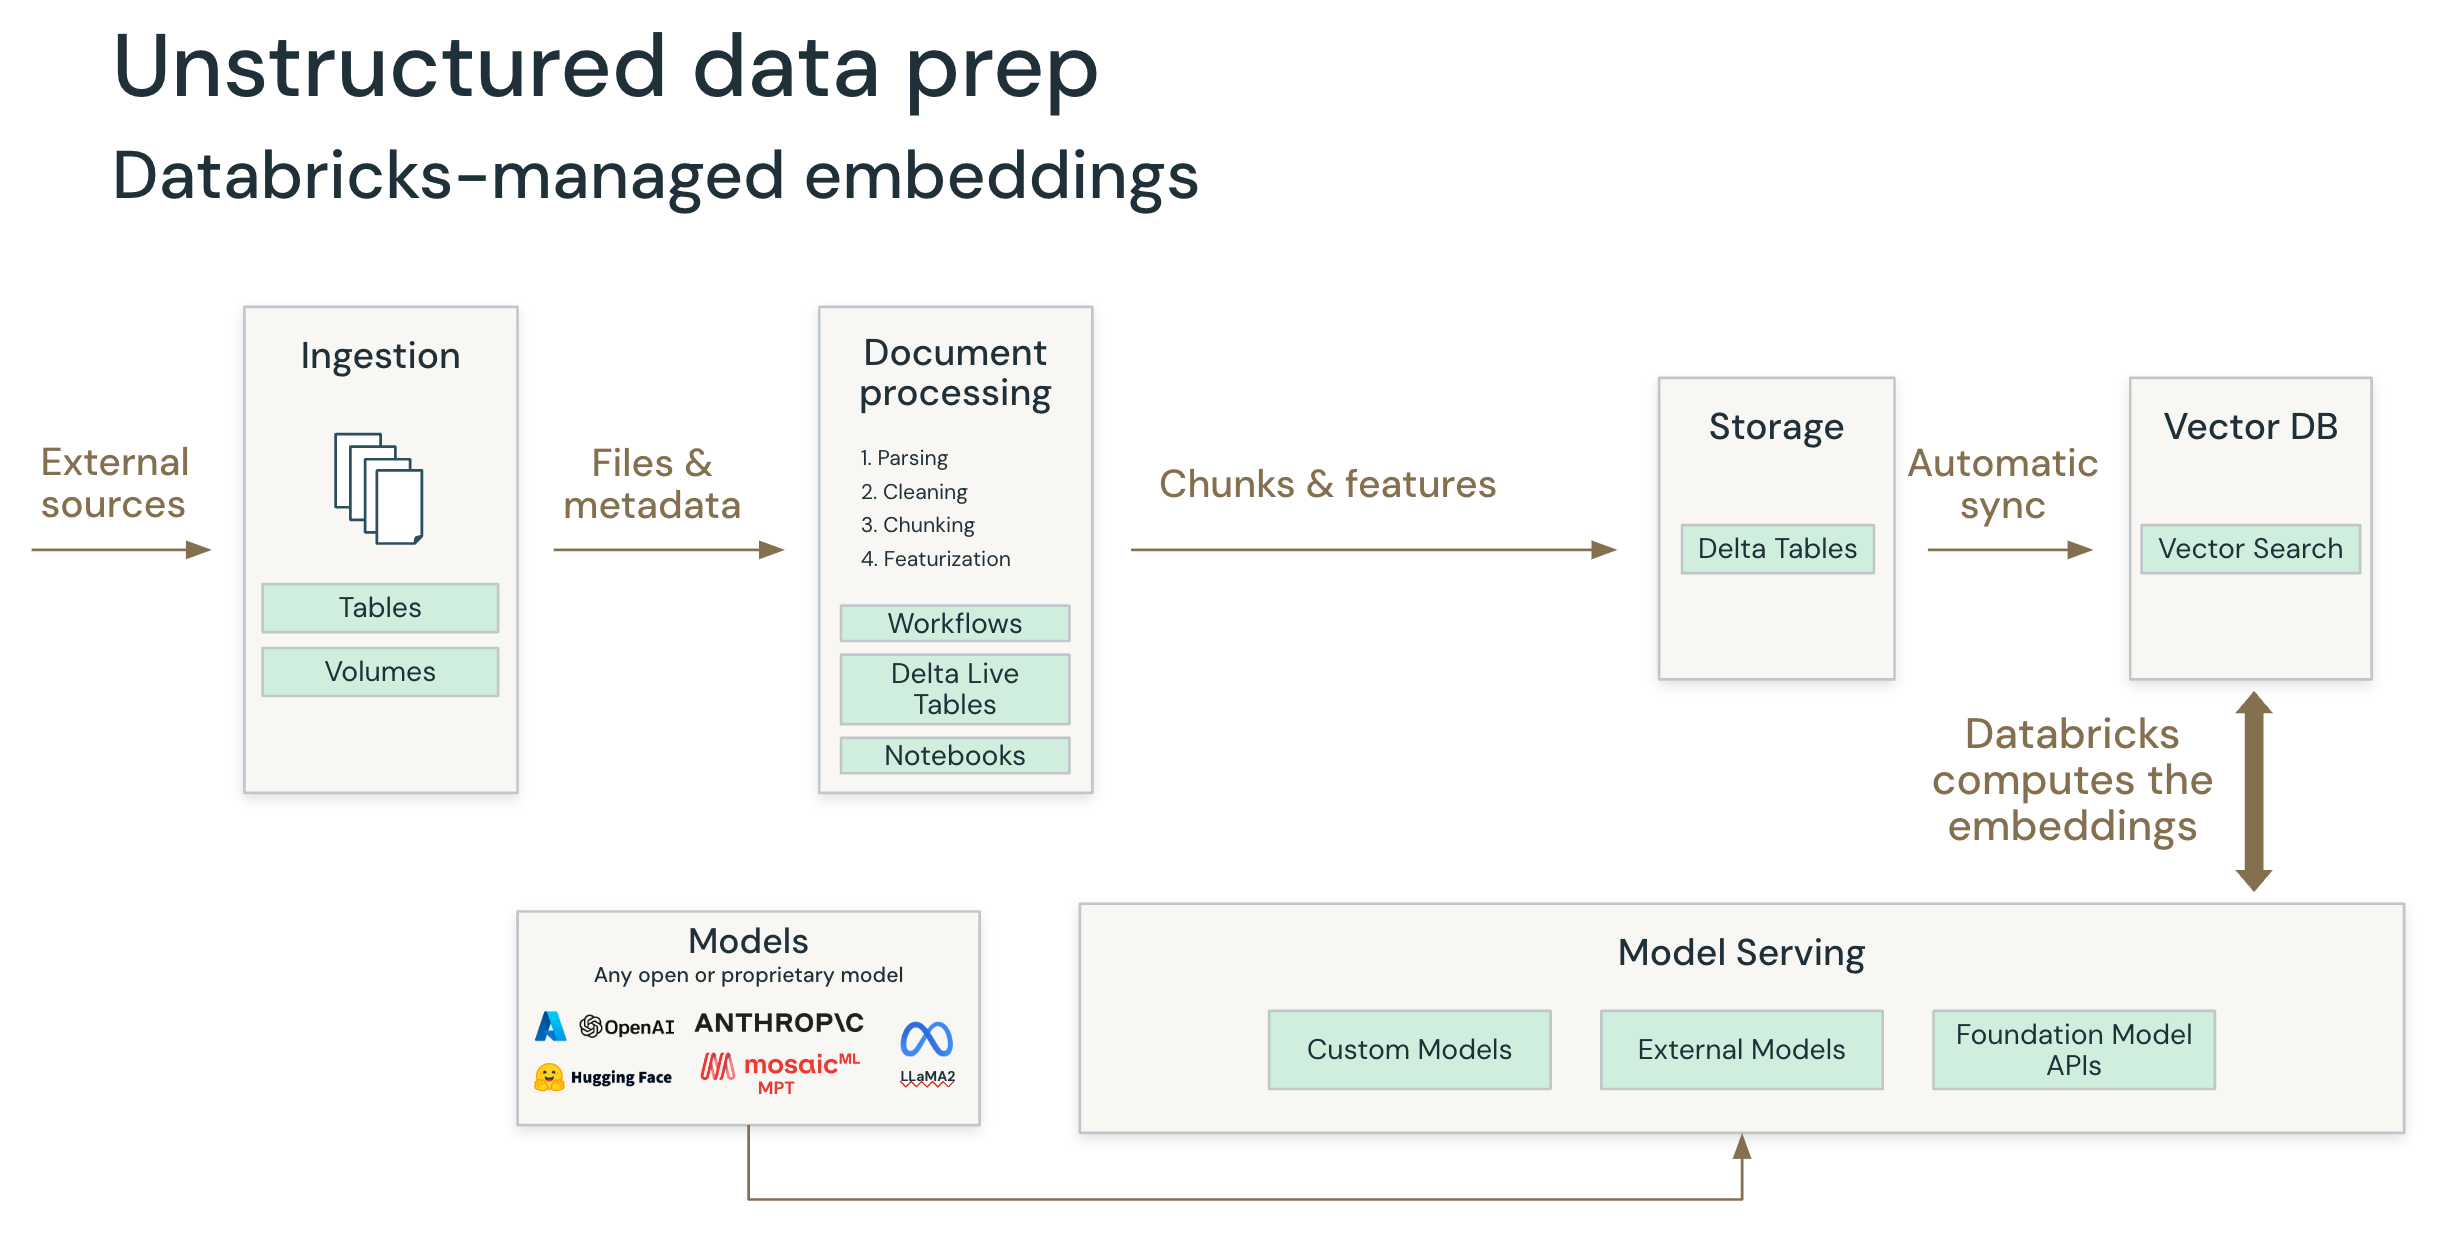 Unstructured data prep
Databricks-managed embeddings
External
sources
Ingestion
Tables
Volumes
Files &
metadata
Document
processing
1. Parsing
2. Cleaning
3. Chunking
4. Featurization
Workflows
Delta Live
Tables
Notebooks
Chunks & features
Storage
Delta Tables
Automatic
sync
Vector DB
Vector Search
Databricks
computes the
embeddings
Models
Any open or proprietary model
OpenAI
ANTHROP\C
Hugging Face
mosaicML
MPT
LLaMA2
Model Serving
Custom Models
External Models
Foundation Model
APIs